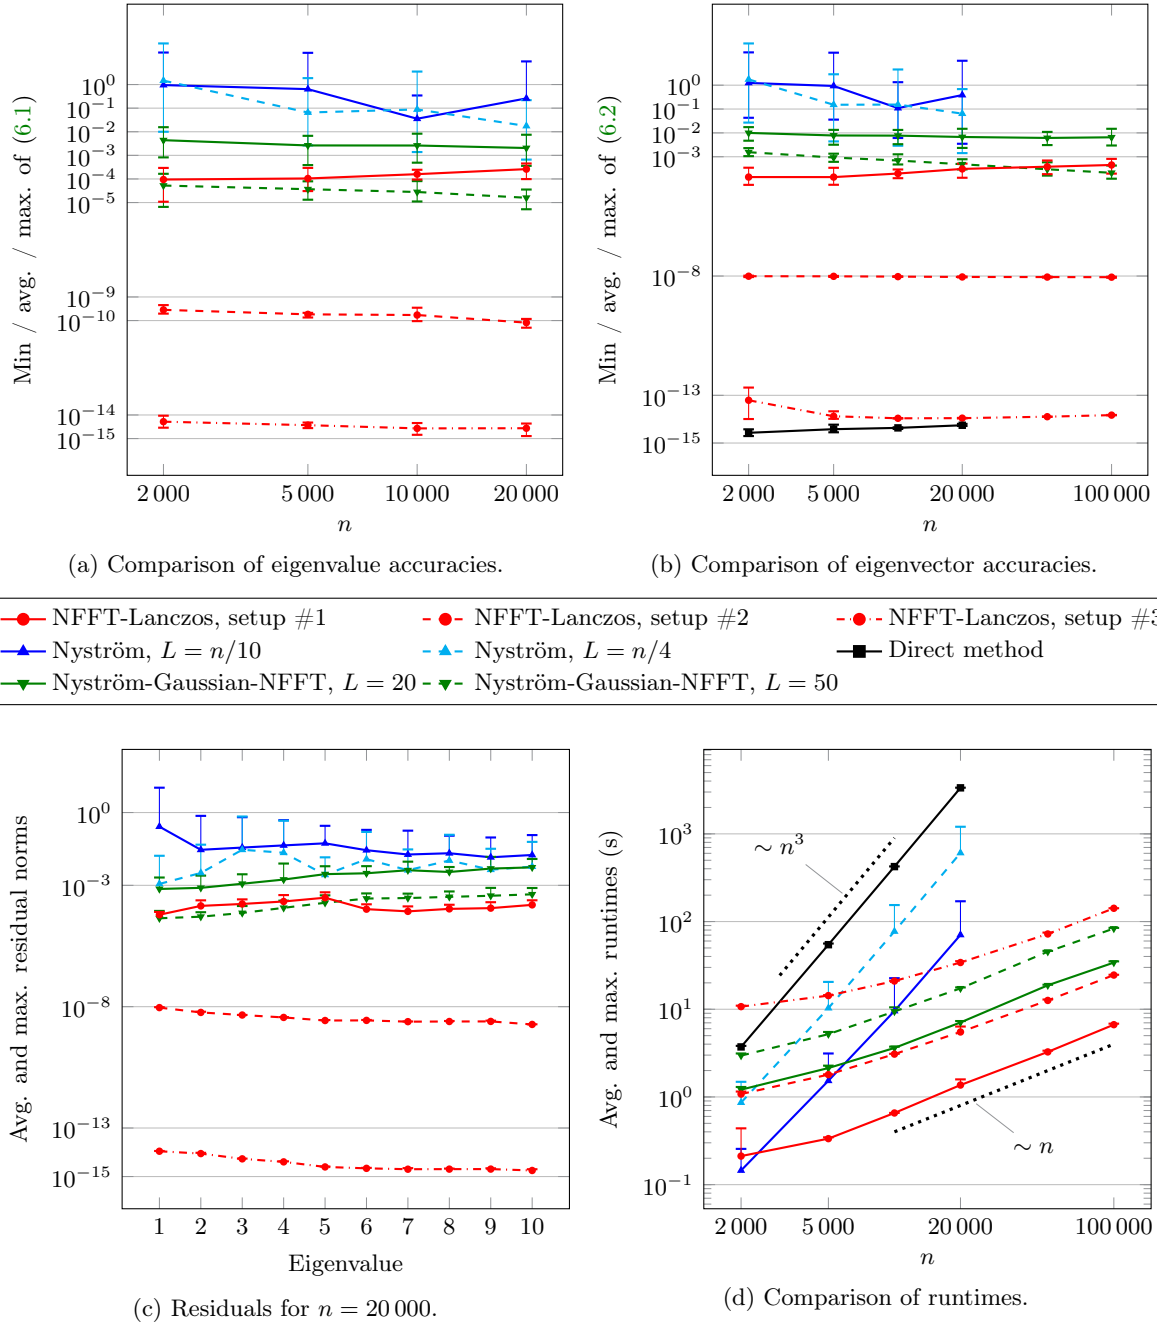 Min / avg. / max. of (6.1)
10^0
10^−1
10^−2
10^−3
10^−4
10^−5
10^−9
10^−10
10^−14
10^−15
2 000 5 000 10 000 20 000
n
(a) Comparison of eigenvalue accuracies.
Min / avg. / max. of (6.2)
10^0
10^−1
10^−2
10^−3
10^−8
10^−13
10^−15
2 000 5 000 20 000 100 000
n
(b) Comparison of eigenvector accuracies.
NFFT-Lanczos, setup #1 NFFT-Lanczos, setup #2 NFFT-Lanczos, setup #3
Nyström, L = n/10 Nyström, L = n/4 Direct method
Nyström-Gaussian-NFFT, L = 20 Nyström-Gaussian-NFFT, L = 50
Avg. and max. residual norms
10^0
10^−3
10^−8
10^−13
10^−15
1 2 3 4 5 6 7 8 9 10
Eigenvalue
(c) Residuals for n = 20 000.
Avg. and max. runtimes (s)
10^3
10^2
10^1
10^0
10^−1
∼ n^3
∼ n
2 000 5 000 20 000 100 000
n
(d) Comparison of runtimes.